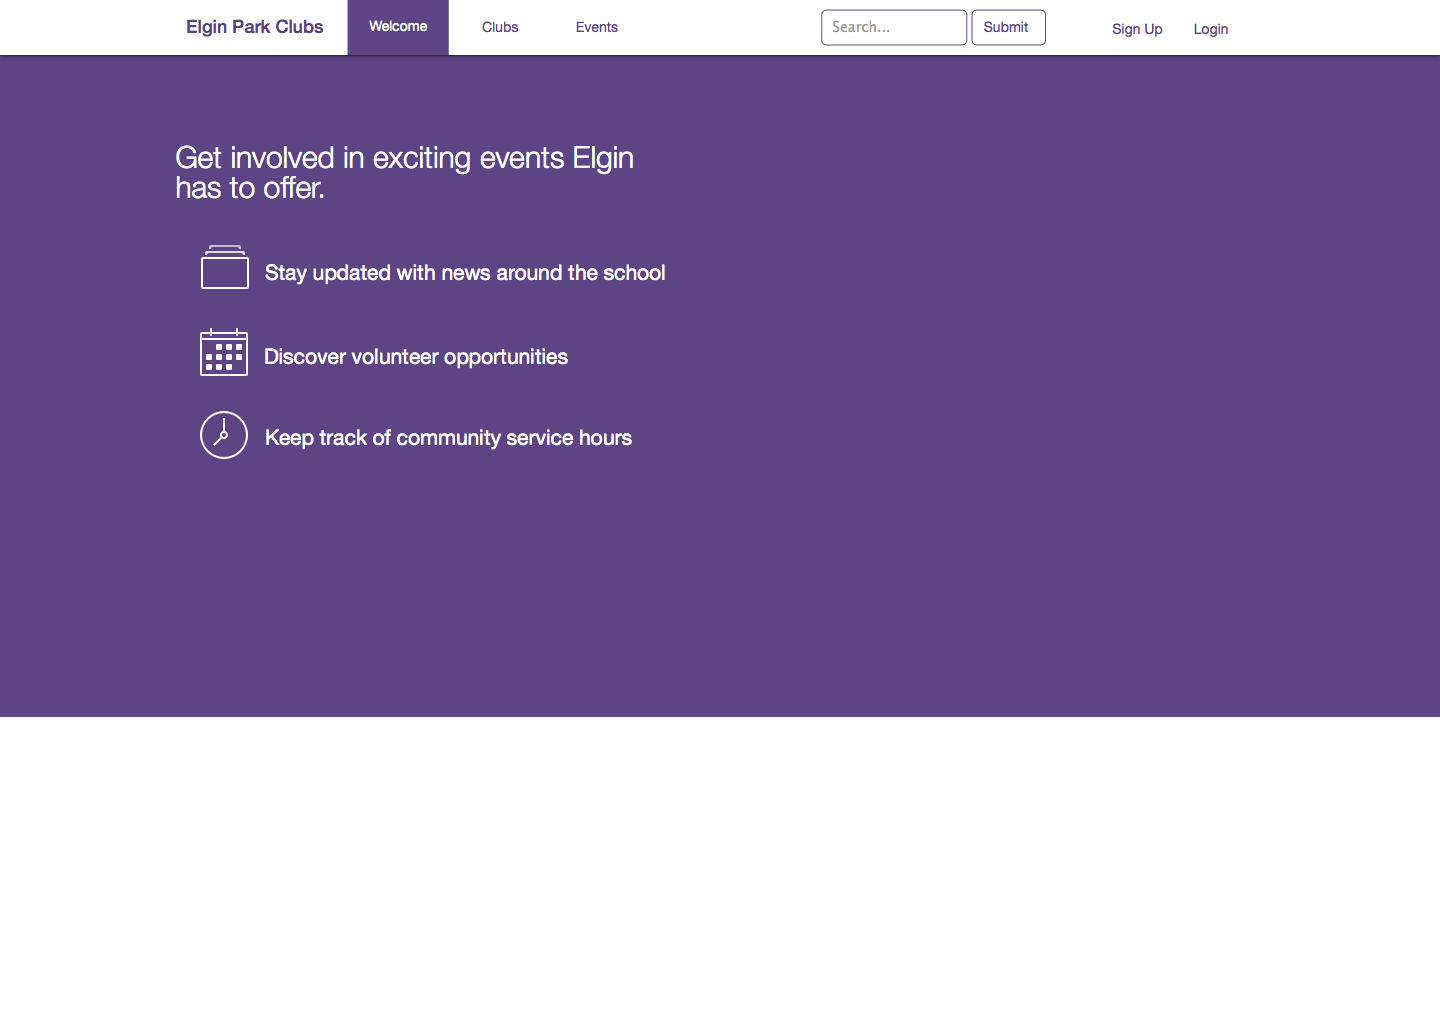 Elgin Park Clubs Welcome Clubs Events Search... Submit Sign Up Login
Get involved in exciting events Elgin
has to offer.
Stay updated with news around the school
Discover volunteer opportunities
Keep track of community service hours